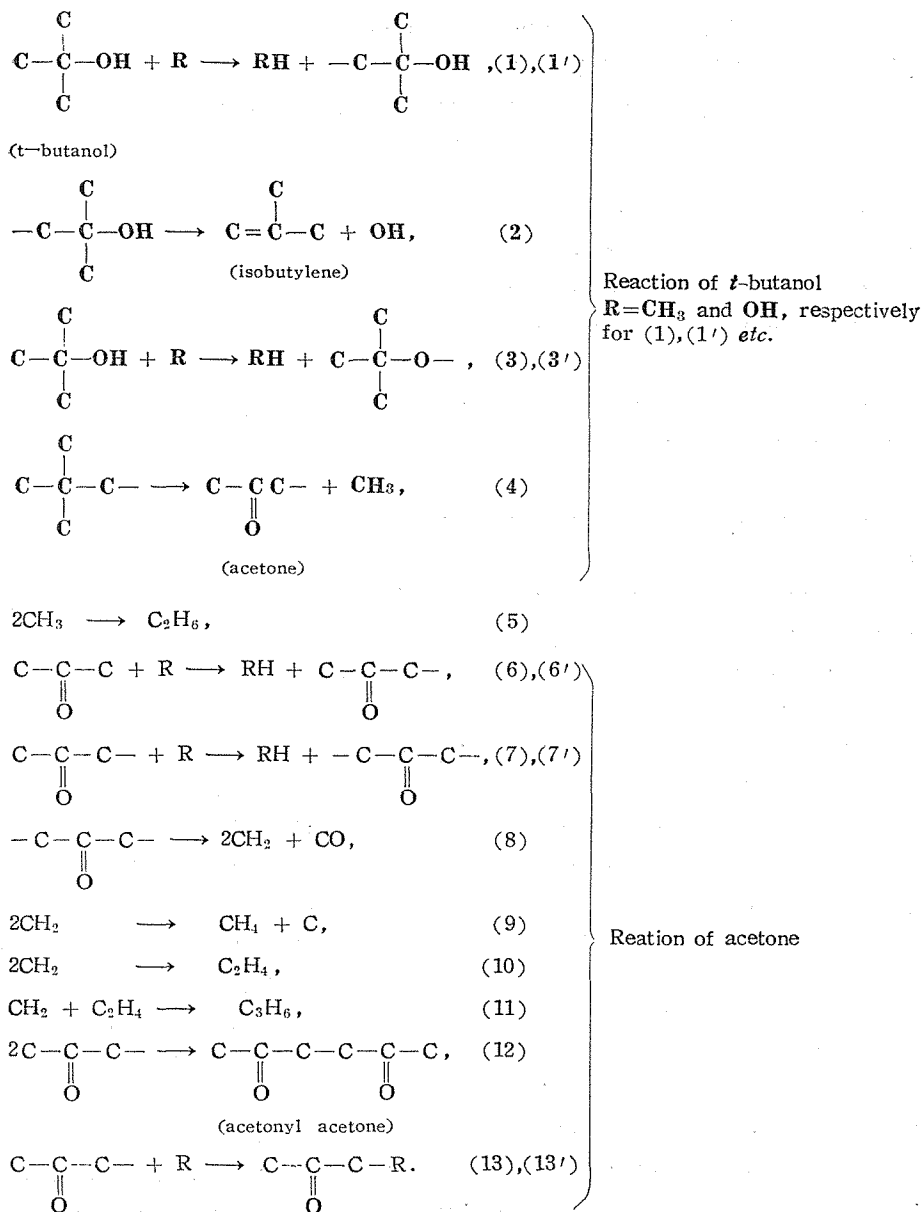 C
C—C—OH + R ⟶ RH + —C—C—OH ,(1),(1′)
C
(t—butanol)
C
—C—C—OH ⟶ C=C—C + OH, (2)
C
(isobutylene)
Reaction of t-butanol
R=CH₃ and OH, respectively
for (1),(1′) etc.
C
C—C—OH + R ⟶ RH + C—C—O— , (3),(3′)
C
C
C—C—C— ⟶ C—CC— + CH₃, (4)
C O
(acetone)
2CH₃ ⟶ C₂H₆, (5)
C—C—C + R ⟶ RH + C—C—C—, (6),(6′)
O O
C—C—C— + R ⟶ RH + —C—C—C—,(7),(7′)
O O
—C—C—C— ⟶ 2CH₂ + CO, (8)
O
2CH₂ ⟶ CH₄ + C, (9)
Reation of acetone
2CH₂ ⟶ C₂H₄, (10)
CH₂ + C₂H₄ ⟶ C₃H₆, (11)
2C—C—C— ⟶ C—C—C—C—C—C, (12)
O O O
(acetonyl acetone)
C—C—C— + R ⟶ C—C—C—R. (13),(13′)
O O